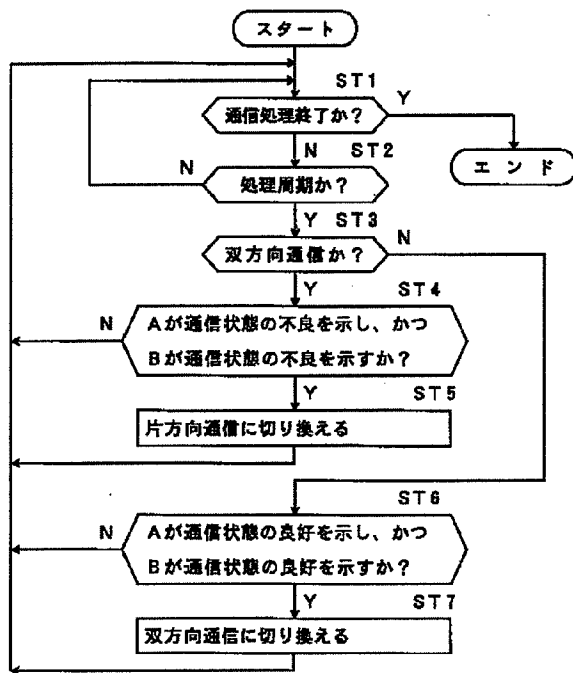 スタート
ST1
通信処理終了か?
Y
N
ST2
エンド
N
処理周期か?
Y
ST3
双方向通信か?
N
Y
ST4
N
Aが通信状態の不良を示し、かつ
Bが通信状態の不良を示すか?
Y
ST5
片方向通信に切り換える
ST6
N
Aが通信状態の良好を示し、かつ
Bが通信状態の良好を示すか?
Y
ST7
双方向通信に切り換える